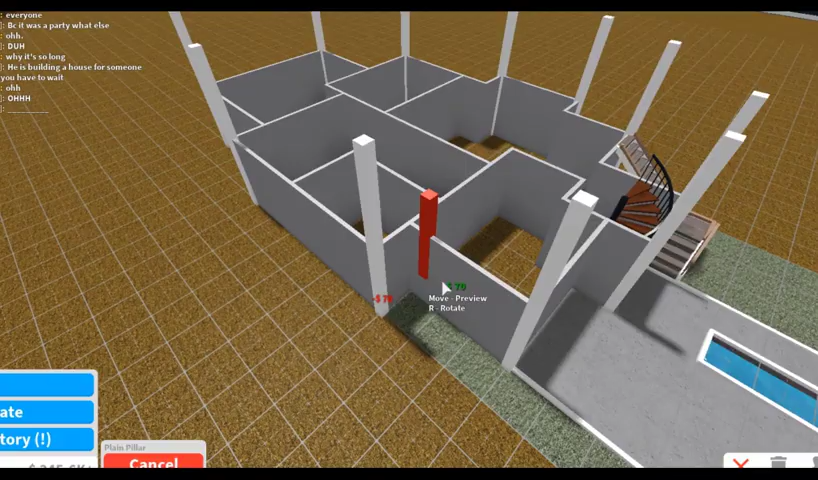 : everyone
]: Bc it was a party what else
: ohh.
]: DUH
: why it's so long
]: He is building a house for someone
you have to wait
: ohh
]: OHHH
]:
-$ 70
$ 70
Move - Preview
R - Rotate
ate
tory (!)
Plain Pillar
Cancel